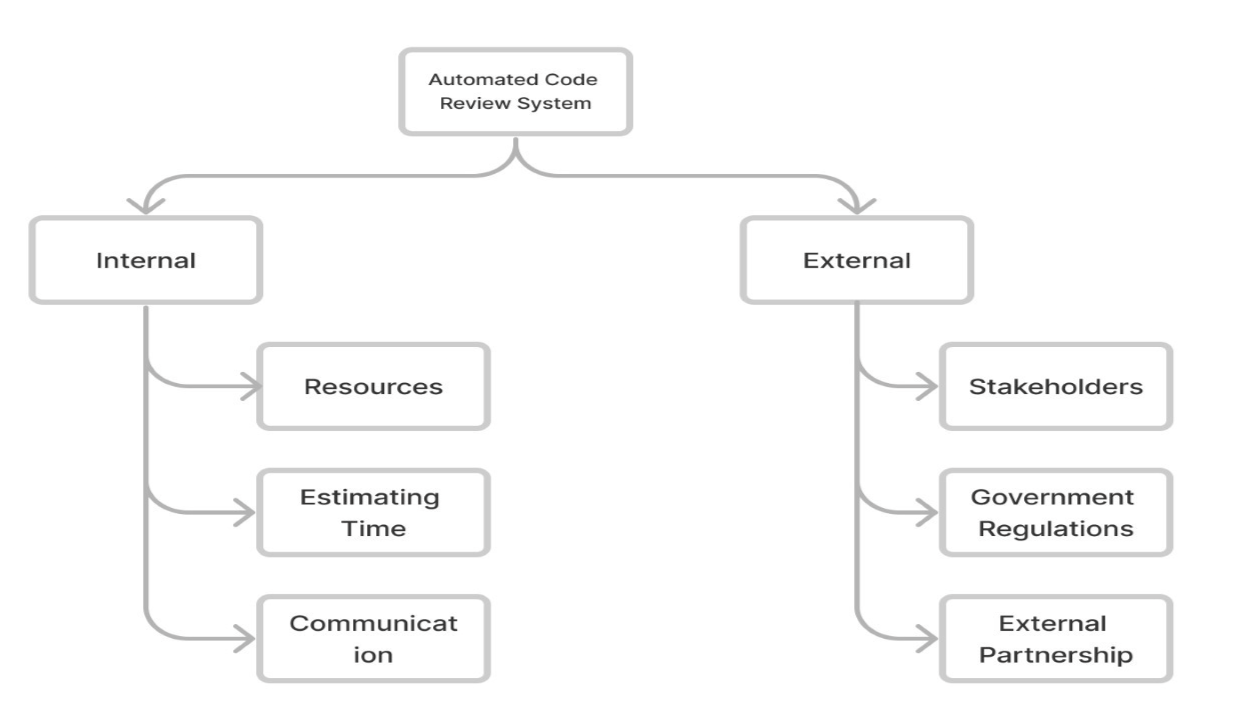 Automated Code
Review System
Internal
External
Resources
Stakeholders
Estimating
Time
Government
Regulations
Communicat
ion
External
Partnership